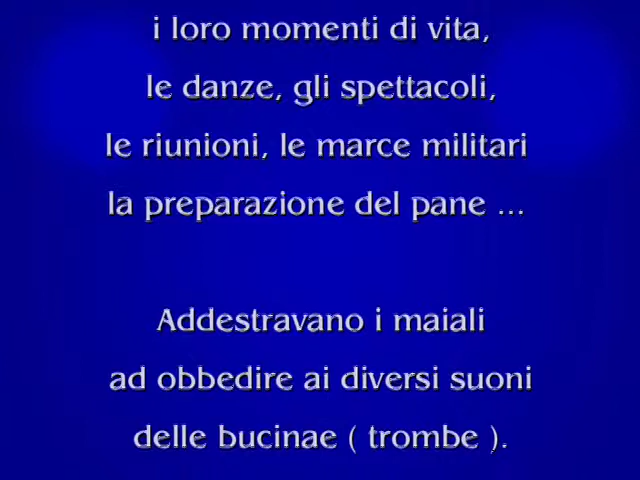 i loro momenti di vita,
le danze, gli spettacoli,
le riunioni, le marce militari
la preparazione del pane ...
Addestravano i maiali
ad obbedire ai diversi suoni
delle bucinae ( trombe ).